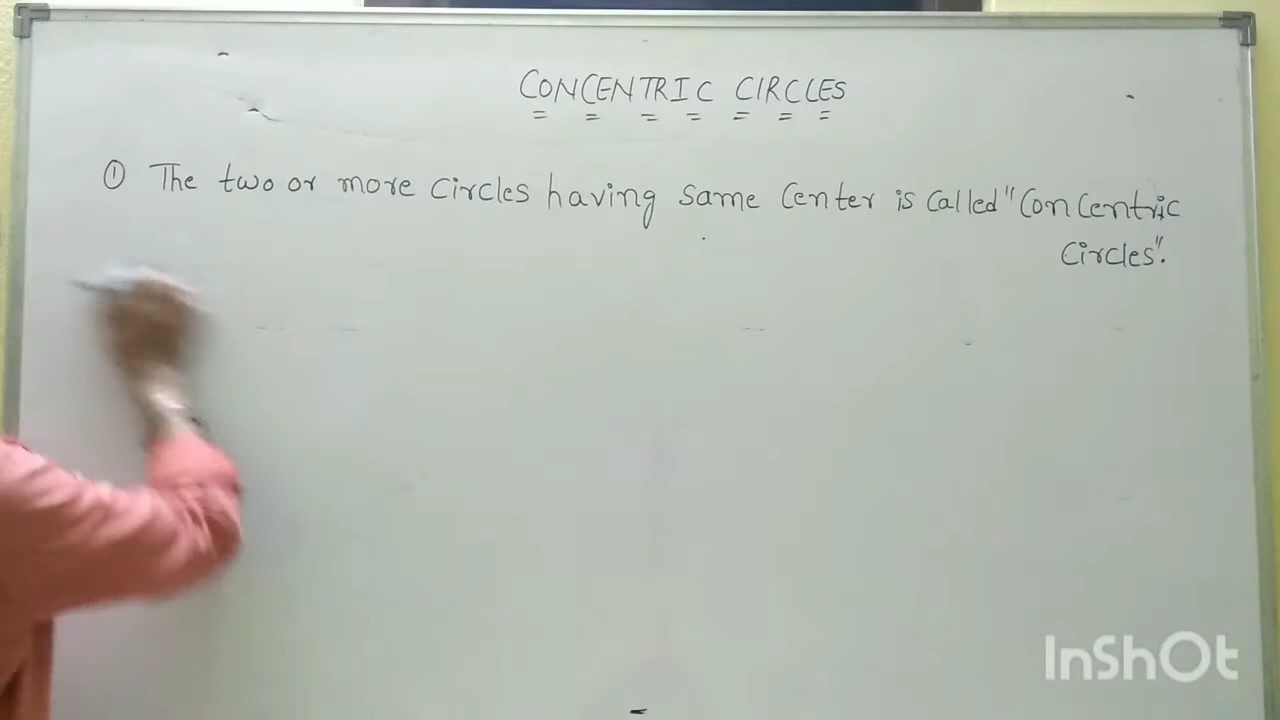 CONCENTRIC CIRCLES
① The two or more circles having same center is called "Concentric
circles".
InShOt